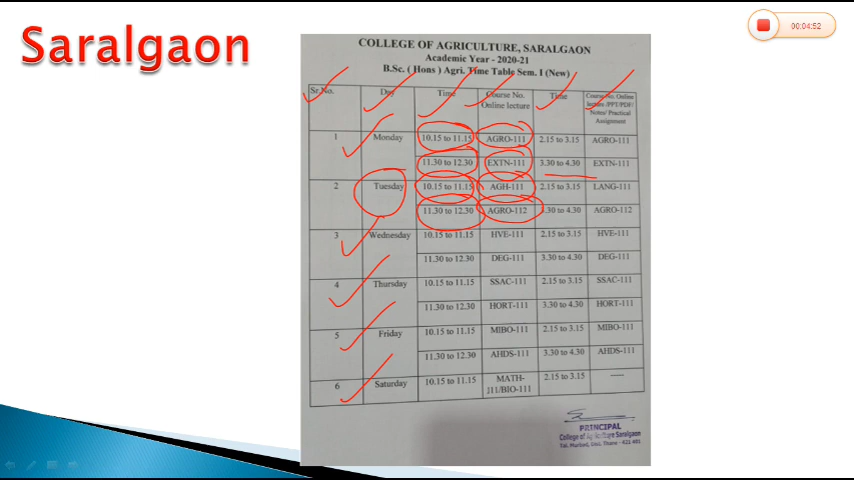 Saralgaon
00:04:52
COLLEGE OF AGRICULTURE, SARALGAON
Academic Year - 2020-21
B.Sc. ( Hons ) Agri. Time Table Sem. I (New)
Sr.No. Day Time Course No. Online lecture Time Course No. Online lecture /PPT/PDF/ Notes/ Practical Assignment
1 Monday 10.15 to 11.15 AGRO-111 2.15 to 3.15 AGRO-111
11.30 to 12.30 EXTN-111 3.30 to 4.30 EXTN-111
2 Tuesday 10.15 to 11.15 AGH-111 2.15 to 3.15 LANG-111
11.30 to 12.30 AGRO-112 3.30 to 4.30 AGRO-112
3 Wednesday 10.15 to 11.15 HVE-111 2.15 to 3.15 HVE-111
11.30 to 12.30 DEG-111 3.30 to 4.30 DEG-111
4 Thursday 10.15 to 11.15 SSAC-111 2.15 to 3.15 SSAC-111
11.30 to 12.30 HORT-111 3.30 to 4.30 HORT-111
5 Friday 10.15 to 11.15 MIBO-111 2.15 to 3.15 MIBO-111
11.30 to 12.30 AHDS-111 3.30 to 4.30 AHDS-111
6 Saturday 10.15 to 11.15 MATH-111/BIO-111 2.15 to 3.15 —
PRINCIPAL
College of Agriculture Saralgaon
Tal. Murbad, Dist. Thane - 421 401